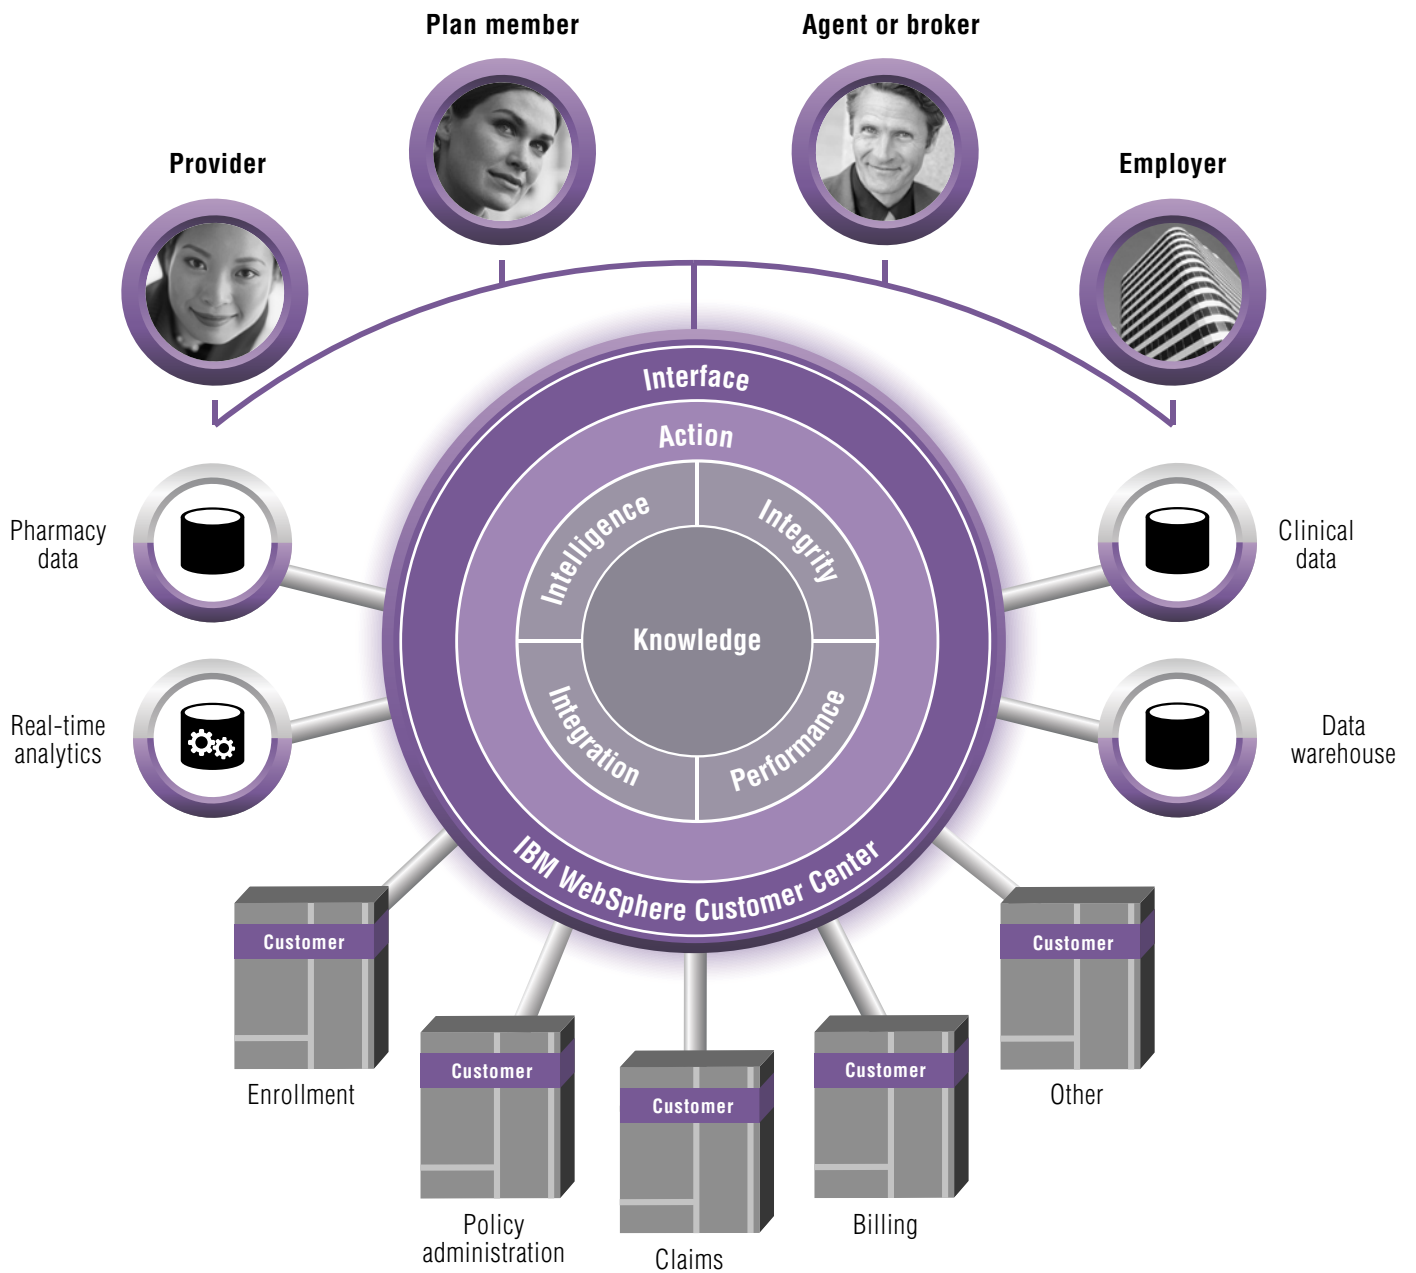 Plan member
Agent or broker
Provider
Employer
Interface
Action
Intelligence
Integrity
Knowledge
Integration
Performance
IBM WebSphere Customer Center
Pharmacy
data
Clinical
data
Real-time
analytics
Data
warehouse
Customer
Enrollment
Customer
Policy
administration
Customer
Claims
Customer
Billing
Customer
Other